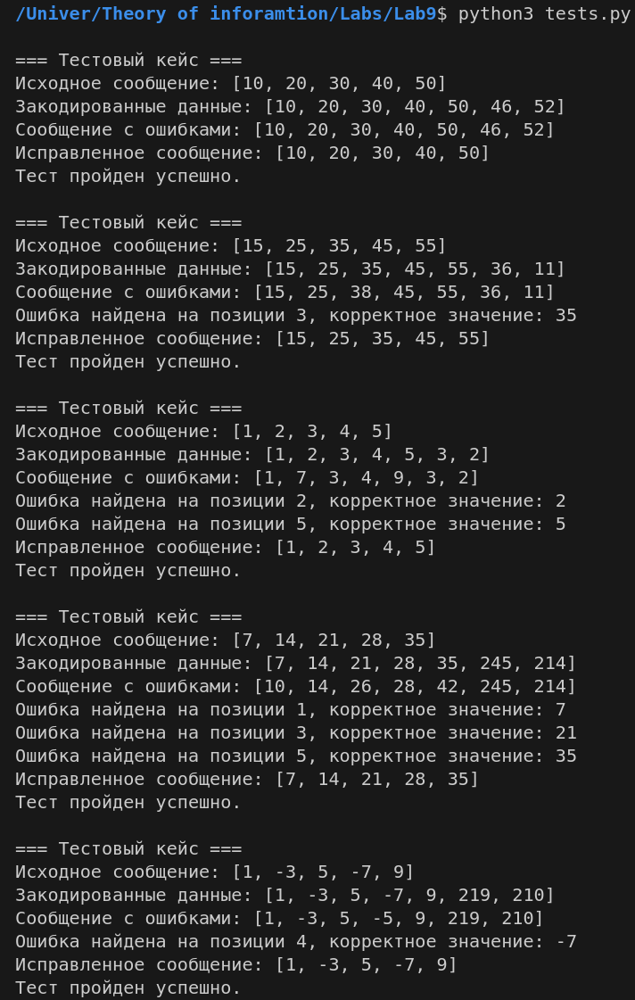 /Univer/Theory of inforamtion/Labs/Lab9$ python3 tests.py
=== Тестовый кейс ===
Исходное сообщение: [10, 20, 30, 40, 50]
Закодированные данные: [10, 20, 30, 40, 50, 46, 52]
Сообщение с ошибками: [10, 20, 30, 40, 50, 46, 52]
Исправленное сообщение: [10, 20, 30, 40, 50]
Тест пройден успешно.
=== Тестовый кейс ===
Исходное сообщение: [15, 25, 35, 45, 55]
Закодированные данные: [15, 25, 35, 45, 55, 36, 11]
Сообщение с ошибками: [15, 25, 38, 45, 55, 36, 11]
Ошибка найдена на позиции 3, корректное значение: 35
Исправленное сообщение: [15, 25, 35, 45, 55]
Тест пройден успешно.
=== Тестовый кейс ===
Исходное сообщение: [1, 2, 3, 4, 5]
Закодированные данные: [1, 2, 3, 4, 5, 3, 2]
Сообщение с ошибками: [1, 7, 3, 4, 9, 3, 2]
Ошибка найдена на позиции 2, корректное значение: 2
Ошибка найдена на позиции 5, корректное значение: 5
Исправленное сообщение: [1, 2, 3, 4, 5]
Тест пройден успешно.
=== Тестовый кейс ===
Исходное сообщение: [7, 14, 21, 28, 35]
Закодированные данные: [7, 14, 21, 28, 35, 245, 214]
Сообщение с ошибками: [10, 14, 26, 28, 42, 245, 214]
Ошибка найдена на позиции 1, корректное значение: 7
Ошибка найдена на позиции 3, корректное значение: 21
Ошибка найдена на позиции 5, корректное значение: 35
Исправленное сообщение: [7, 14, 21, 28, 35]
Тест пройден успешно.
=== Тестовый кейс ===
Исходное сообщение: [1, -3, 5, -7, 9]
Закодированные данные: [1, -3, 5, -7, 9, 219, 210]
Сообщение с ошибками: [1, -3, 5, -5, 9, 219, 210]
Ошибка найдена на позиции 4, корректное значение: -7
Исправленное сообщение: [1, -3, 5, -7, 9]
Тест пройден успешно.